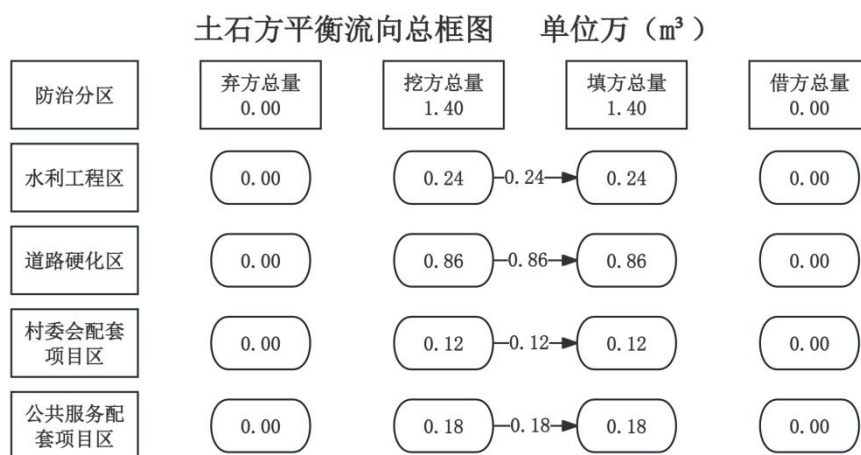 土石方平衡流向总框图 单位万（m³）
防治分区
弃方总量
0.00
挖方总量
1.40
填方总量
1.40
借方总量
0.00
水利工程区
0.00
0.24
0.24
0.24
0.00
道路硬化区
0.00
0.86
0.86
0.86
0.00
村委会配套
项目区
0.00
0.12
0.12
0.12
0.00
公共服务配
套项目区
0.00
0.18
0.18
0.18
0.00